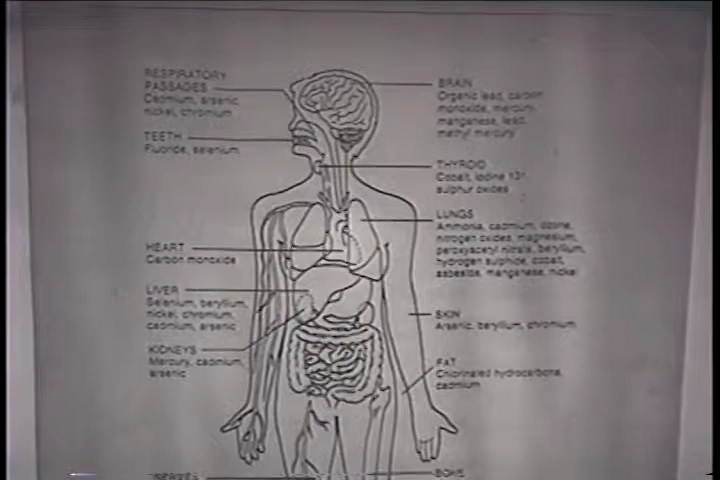 RESPIRATORY
PASSAGES
Cadmium, arsenic,
nickel, chromium
TEETH
Fluoride, selenium
HEART
Carbon monoxide
LIVER
Selenium, beryllium,
nickel, chromium,
cadmium, arsenic
KIDNEYS
Mercury, cadmium,
arsenic
BRAIN
Organic lead, carbon
monoxide, mercury,
manganese, lead,
methyl mercury
THYROID
Cobalt, iodine 131,
sulphur oxides
LUNGS
Ammonia, cadmium, ozone,
nitrogen oxides, magnesium,
peroxyacetyl nitrate, beryllium,
hydrogen sulphide, cobalt,
asbestos, manganese, nickel
SKIN
Arsenic, beryllium, chromium
FAT
Chlorinated hydrocarbons,
cadmium
BONE